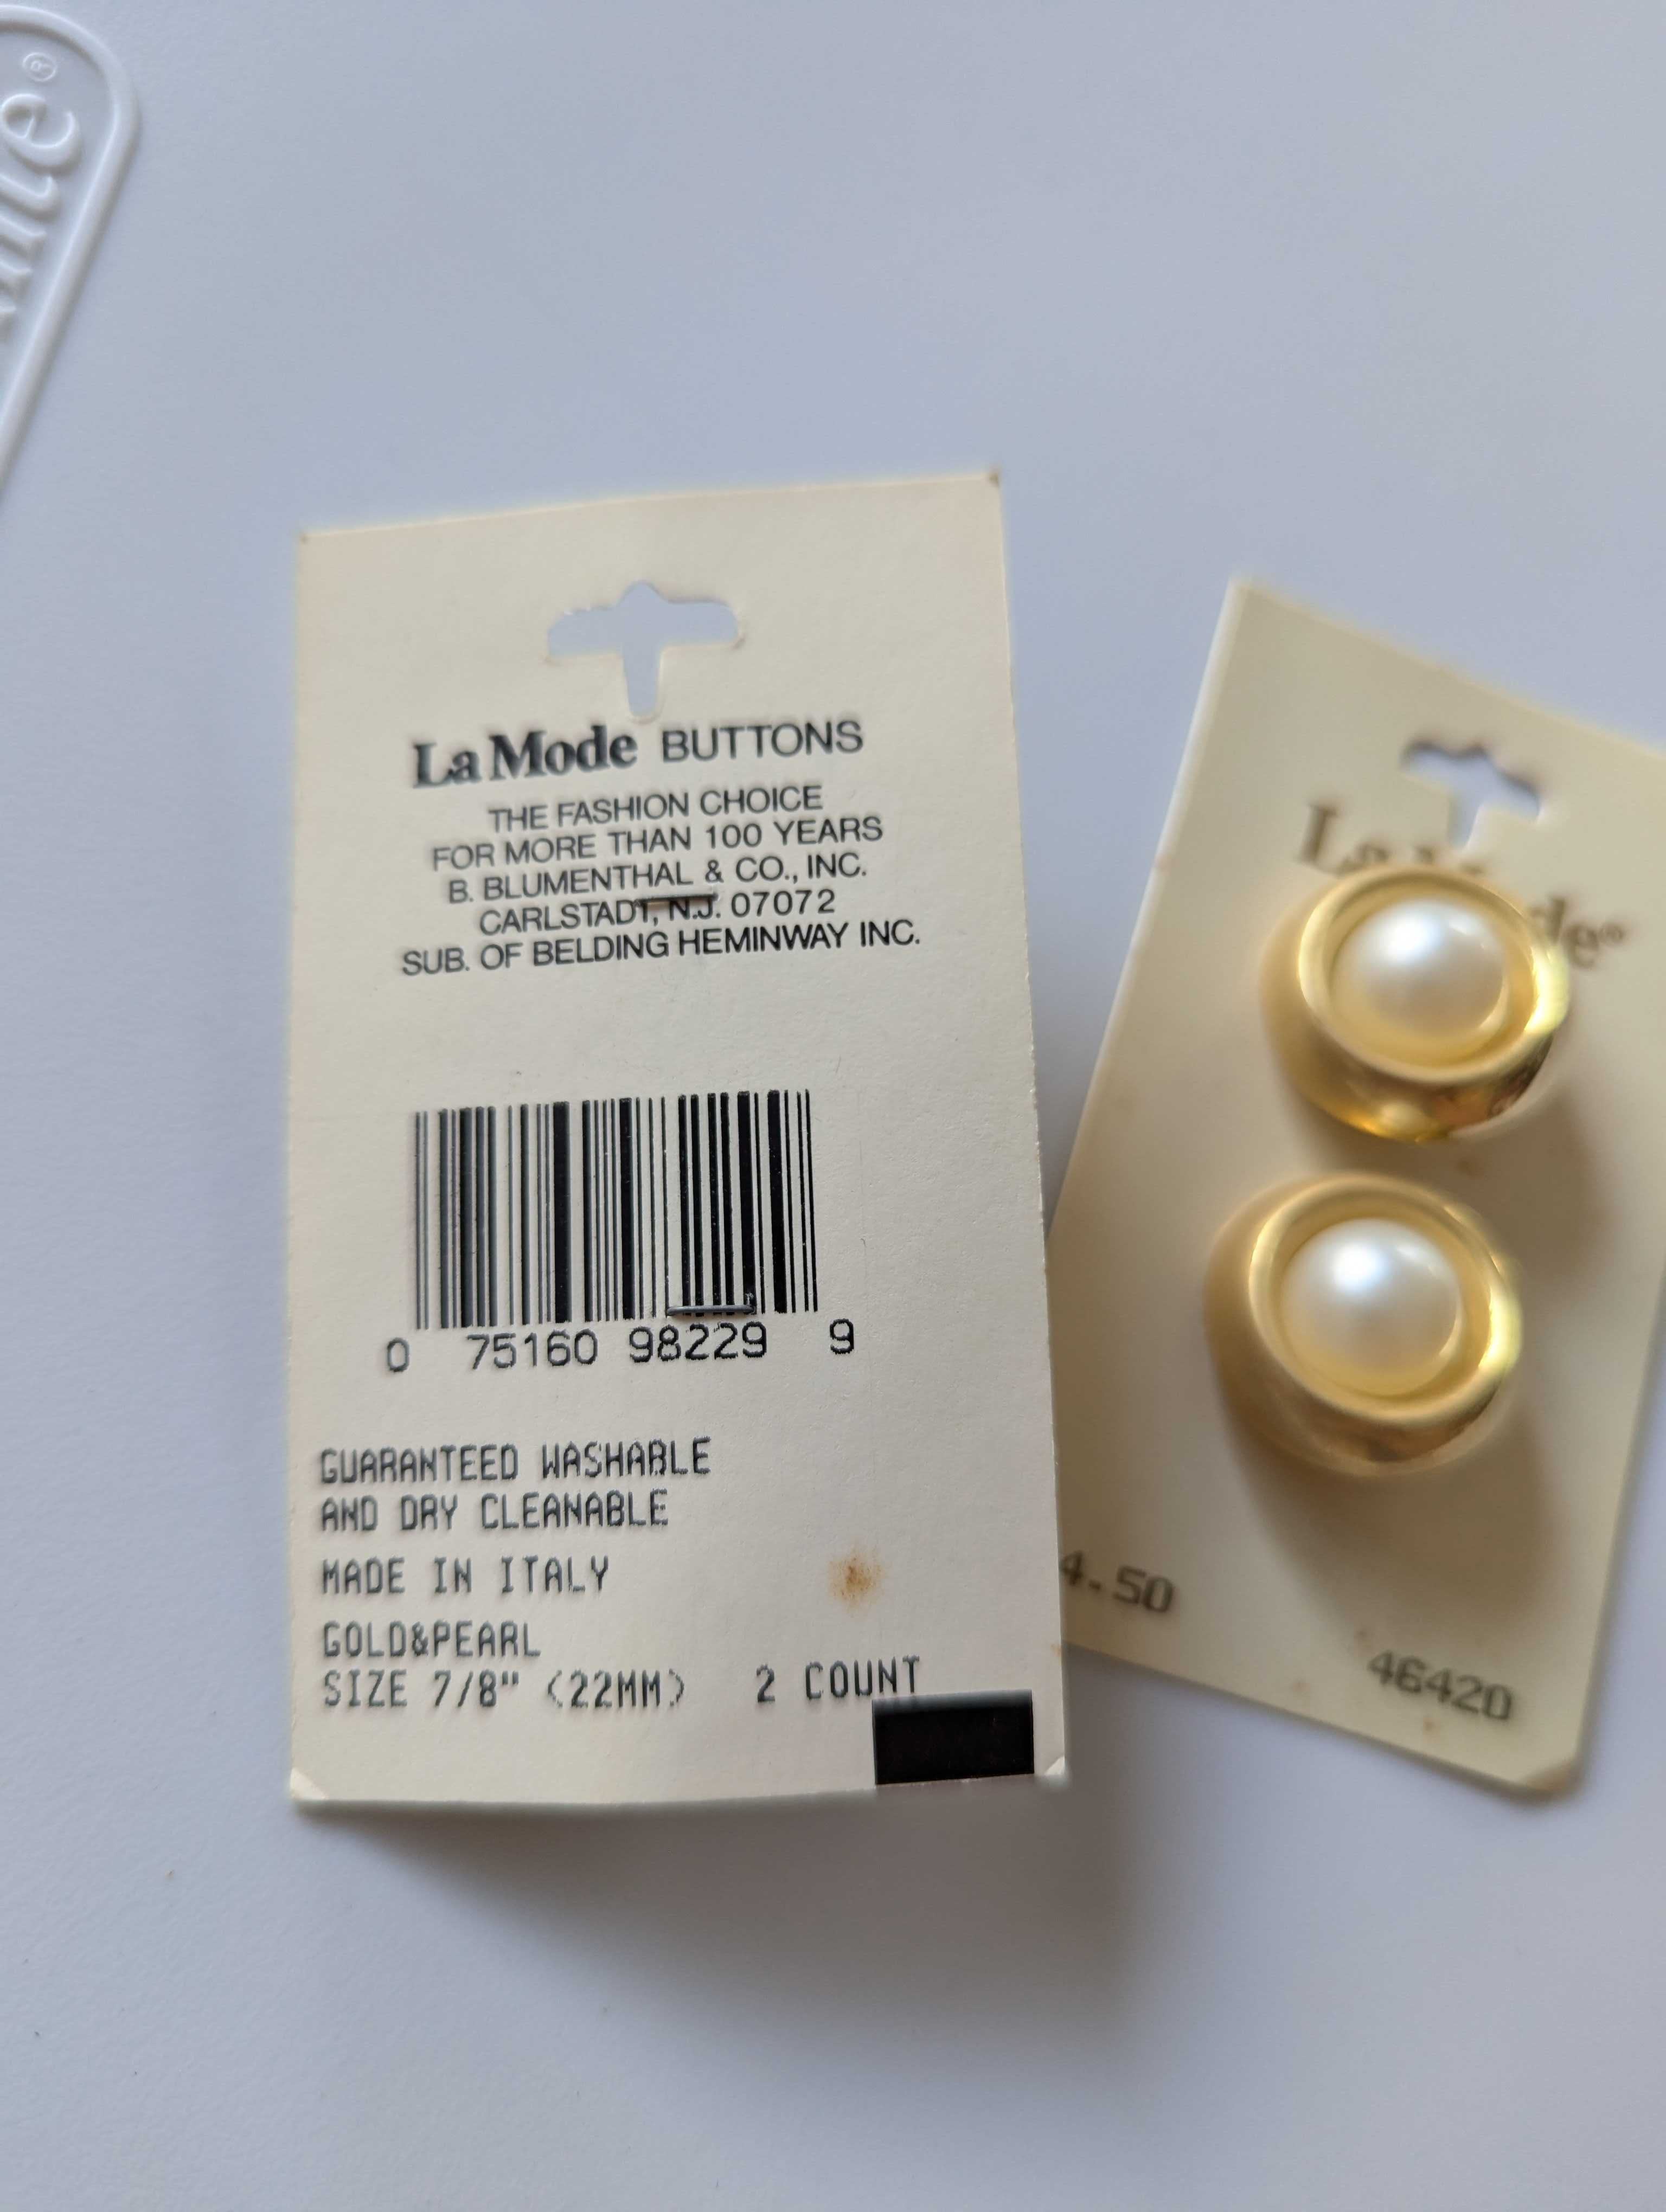 La Mode BUTTONS
THE FASHION CHOICE
FOR MORE THAN 100 YEARS
B. BLUMENTHAL & CO., INC.
CARLSTADT, N.J. 07072
SUB. OF BELDING HEMINWAY INC.
0 75160 98229 9
GUARANTEED WASHABLE
AND DRY CLEANABLE
MADE IN ITALY
GOLD&PEARL
SIZE 7/8" (22MM) 2 COUNT
La
de®
4.50
46420